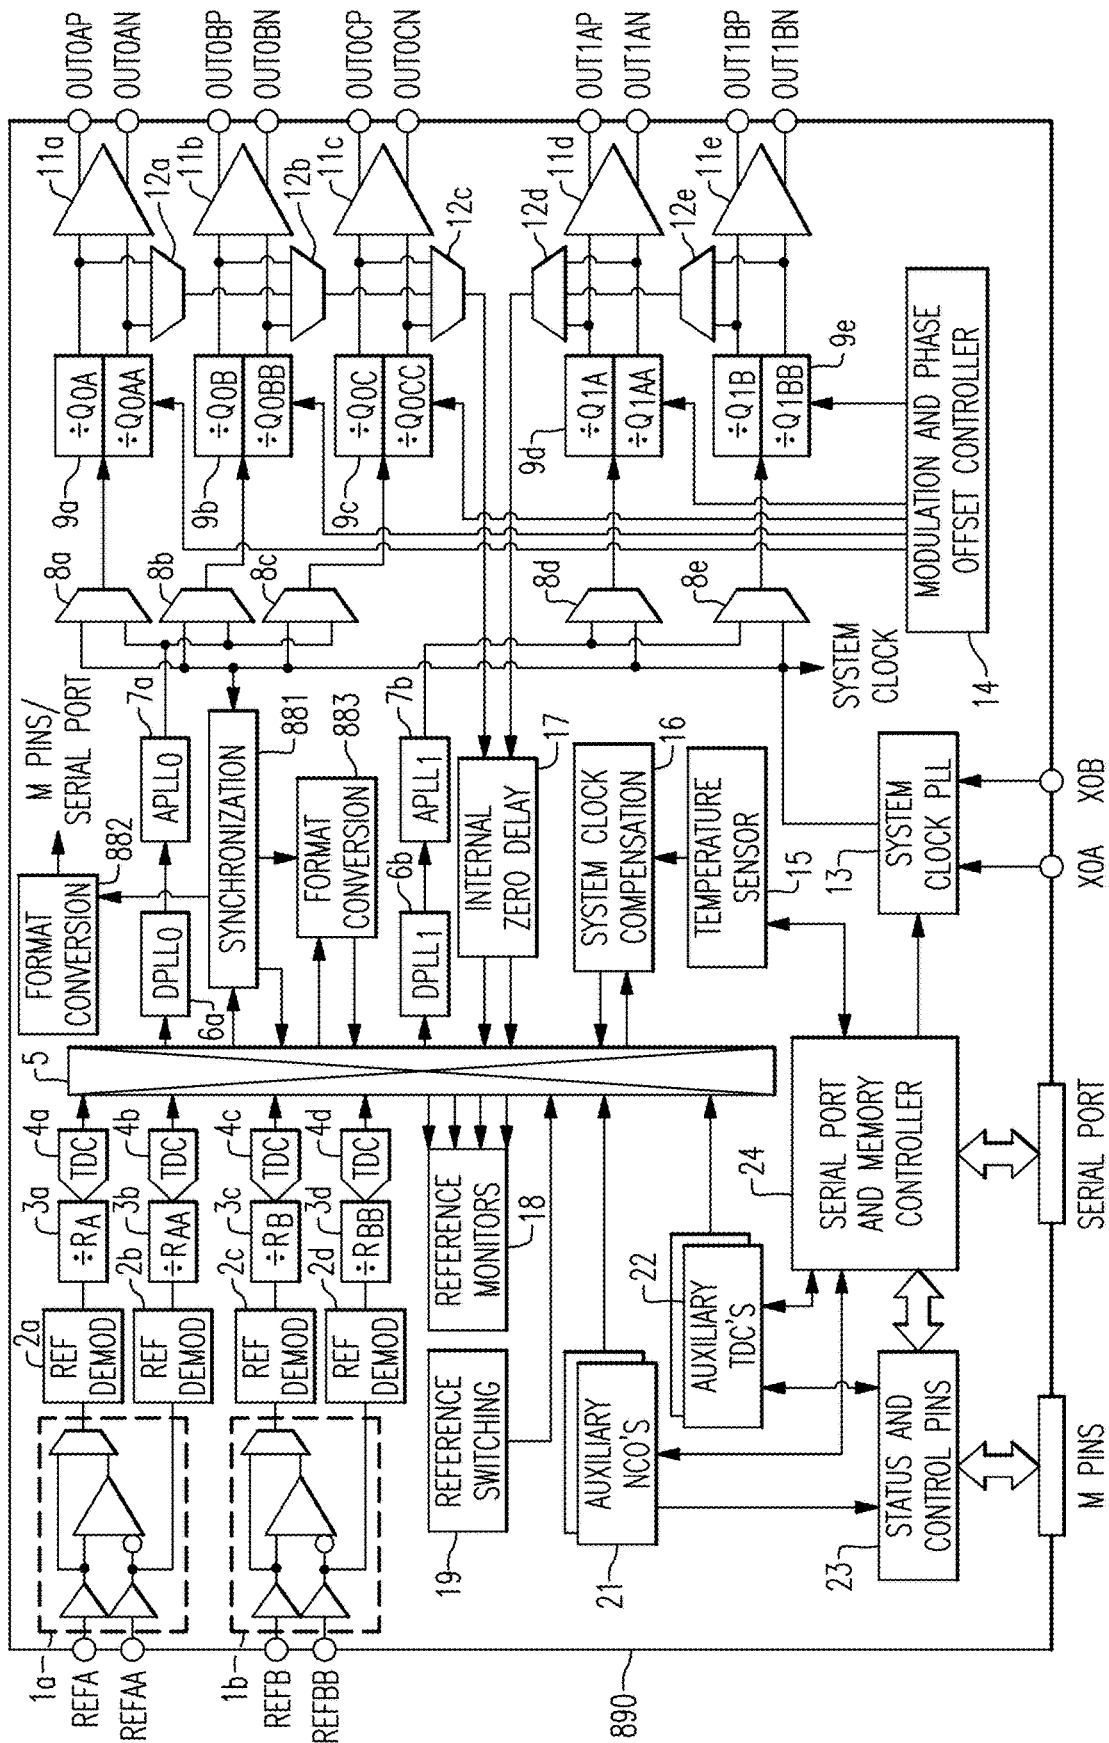 OUT0AP
OUT0AN
OUT0BP
OUT0BN
OUT0CP
OUT0CN
OUT1AP
OUT1AN
OUT1BP
OUT1BN
11a
12a
11b
12b
11c
12c
12d
11d
12e
11e
9a
÷Q0A
÷Q0AA
9b
÷Q0B
÷Q0BB
9c
÷Q0C
÷Q0CC
9d
÷Q1A
÷Q1AA
÷Q1B
÷Q1BB
9e
8a
8b
8c
8d
8e
MODULATION AND PHASE
OFFSET CONTROLLER
14
SYSTEM
CLOCK
M PINS/
SERIAL PORT
7a
APLL0
881
SYNCHRONIZATION
883
FORMAT
CONVERSION
882
FORMAT
CONVERSION
DPLL0
6a
7b
APLL1
6b
DPLL1
17
INTERNAL
ZERO DELAY
16
SYSTEM CLOCK
COMPENSATION
TEMPERATURE
SENSOR
15
13
SYSTEM
CLOCK PLL
X0A
X0B
5
4a
TDC
4b
TDC
4c
TDC
4d
TDC
3a
÷RA
3b
÷RAA
3c
÷RB
3d
÷RBB
2a
REF
DEMOD
2b
REF
DEMOD
2c
REF
DEMOD
2d
REF
DEMOD
REFERENCE
MONITORS
18
REFERENCE
SWITCHING
19
AUXILIARY
NCO'S
21
22
AUXILIARY
TDC'S
24
SERIAL PORT
AND MEMORY
CONTROLLER
STATUS AND
CONTROL PINS
23
SERIAL PORT
M PINS
1a
REFA
REFAA
1b
REFB
REFBB
890